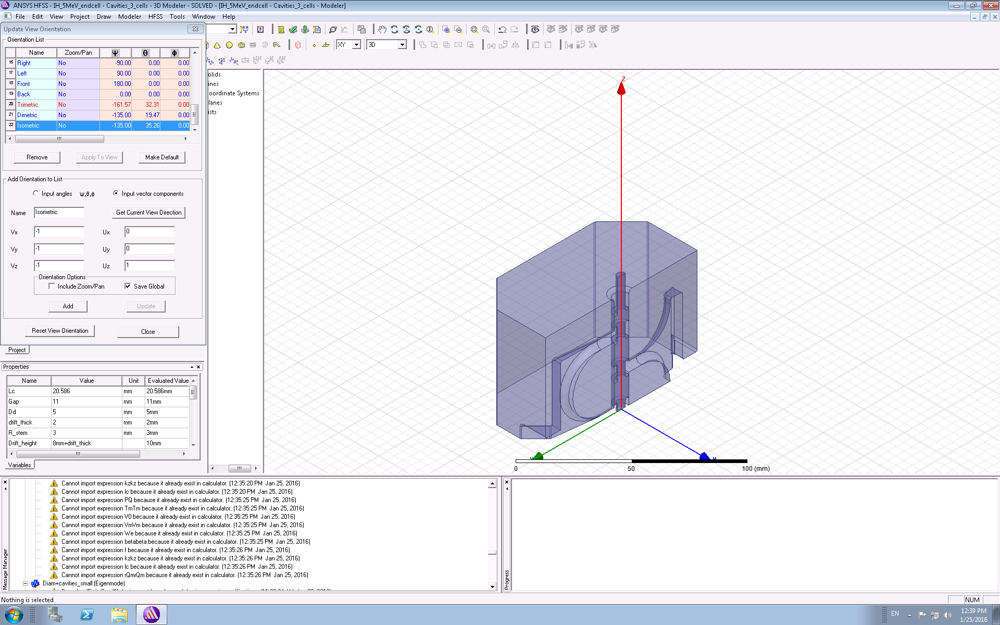 ANSYS HFSS - IH_5MeV_endcell - Cavities_3_cells - 3D Modeler - SOLVED - [IH_5MeV_endcell - Cavities_3_cells - Modeler]
File Edit View Project Draw Modeler HFSS Tools Window Help
Update View Orientation
XY 3D
Orientation List
Name Zoom/Pan Ψ θ ϕ
16 Right No -90.00 0.00 0.00
17 Left No 90.00 0.00 0.00
18 Front No 180.00 0.00 0.00
19 Back No 0.00 0.00 0.00
20 Trimetric No -161.57 32.31 0.00
21 Dimetric No -135.00 19.47 0.00
22 Isometric No -135.00 35.26 0.00
Remove Apply To View Make Default
Add Orientation to List
Input angles ψ,θ,ϕ Input vector components
Name Isometric Get Current View Direction
Vx -1 Ux 0
Vy -1 Uy 0
Vz -1 Uz 1
Orientation Options
Include Zoom/Pan Save Global
Add Update
Reset View Orientation Close
olids
ines
oordinate Systems
lanes
ists
Z
0 50 100 (mm)
Project
Properties
Name Value Unit Evaluated Value
Lc 20.586 mm 20.586mm
Gap 11 mm 11mm
Dd 5 mm 5mm
drift_thick 2 mm 2mm
R_stem 3 mm 3mm
Drift_height 8mm+drift_thick 10mm
Variables
Message Manager
Cannot import expression kzkz because it already exist in calculator. (12:35:20 PM Jan 25, 2016)
Cannot import expression lc because it already exist in calculator. (12:35:20 PM Jan 25, 2016)
Cannot import expression PQ because it already exist in calculator. (12:35:25 PM Jan 25, 2016)
Cannot import expression TmTm because it already exist in calculator. (12:35:25 PM Jan 25, 2016)
Cannot import expression V0 because it already exist in calculator. (12:35:25 PM Jan 25, 2016)
Cannot import expression VmVm because it already exist in calculator. (12:35:25 PM Jan 25, 2016)
Cannot import expression We because it already exist in calculator. (12:35:25 PM Jan 25, 2016)
Cannot import expression betabeta because it already exist in calculator. (12:35:25 PM Jan 25, 2016)
Cannot import expression f because it already exist in calculator. (12:35:26 PM Jan 25, 2016)
Cannot import expression kzkz because it already exist in calculator. (12:35:26 PM Jan 25, 2016)
Cannot import expression lc because it already exist in calculator. (12:35:26 PM Jan 25, 2016)
Cannot import expression rQmrQm because it already exist in calculator. (12:35:26 PM Jan 25, 2016)
Diam+cavities_small (Eigenmode)
Progress
Nothing is selected
NUM
EN
12:39 PM
1/25/2016